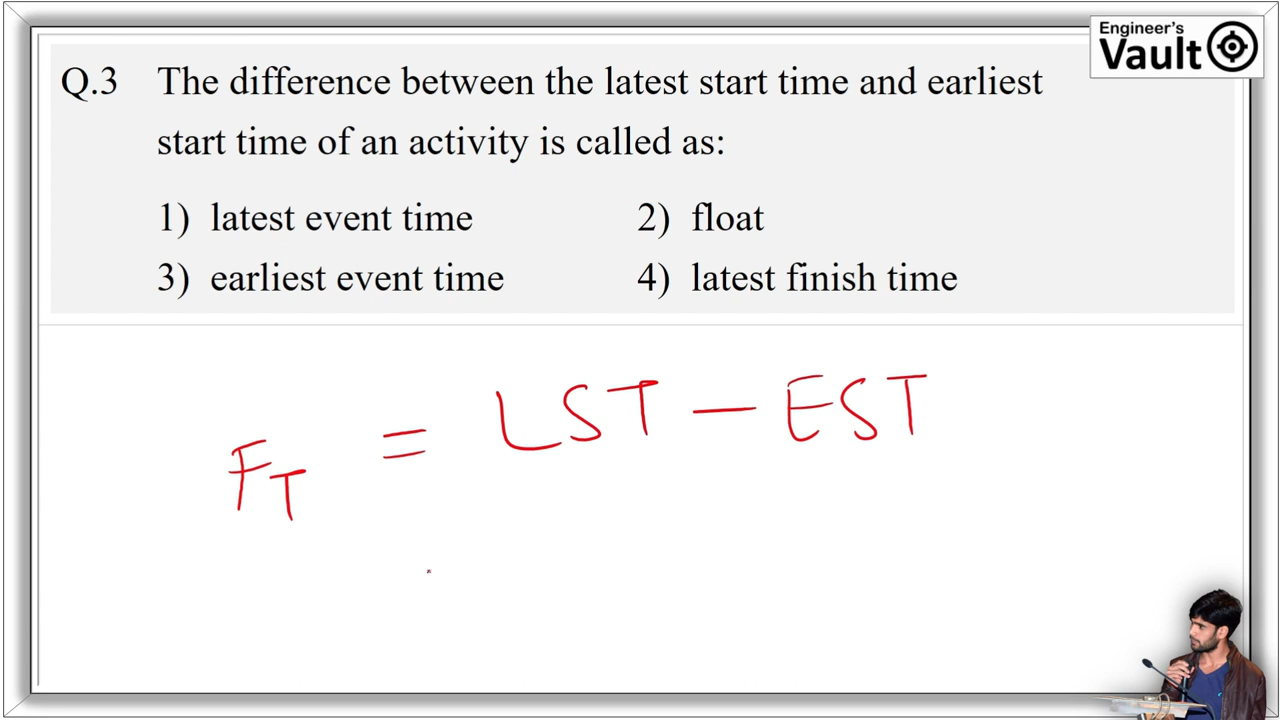 Engineer's
Vault
Q.3 The difference between the latest start time and earliest
start time of an activity is called as:
1) latest event time 2) float
3) earliest event time 4) latest finish time
F_T = LST - EST